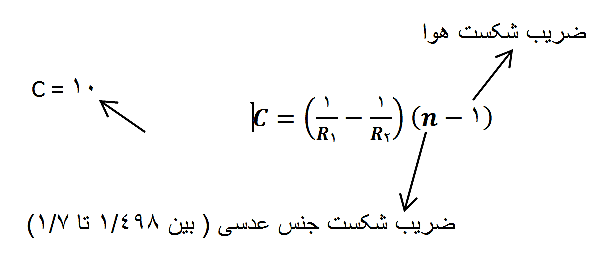 ضریب شکست هوا
C = ۱۰
C = (۱/R۱ − ۱/R۲) (n − ۱)
ضریب شکست جنس عدسی ( بین ۱/۴۹۸ تا ۱/۷)